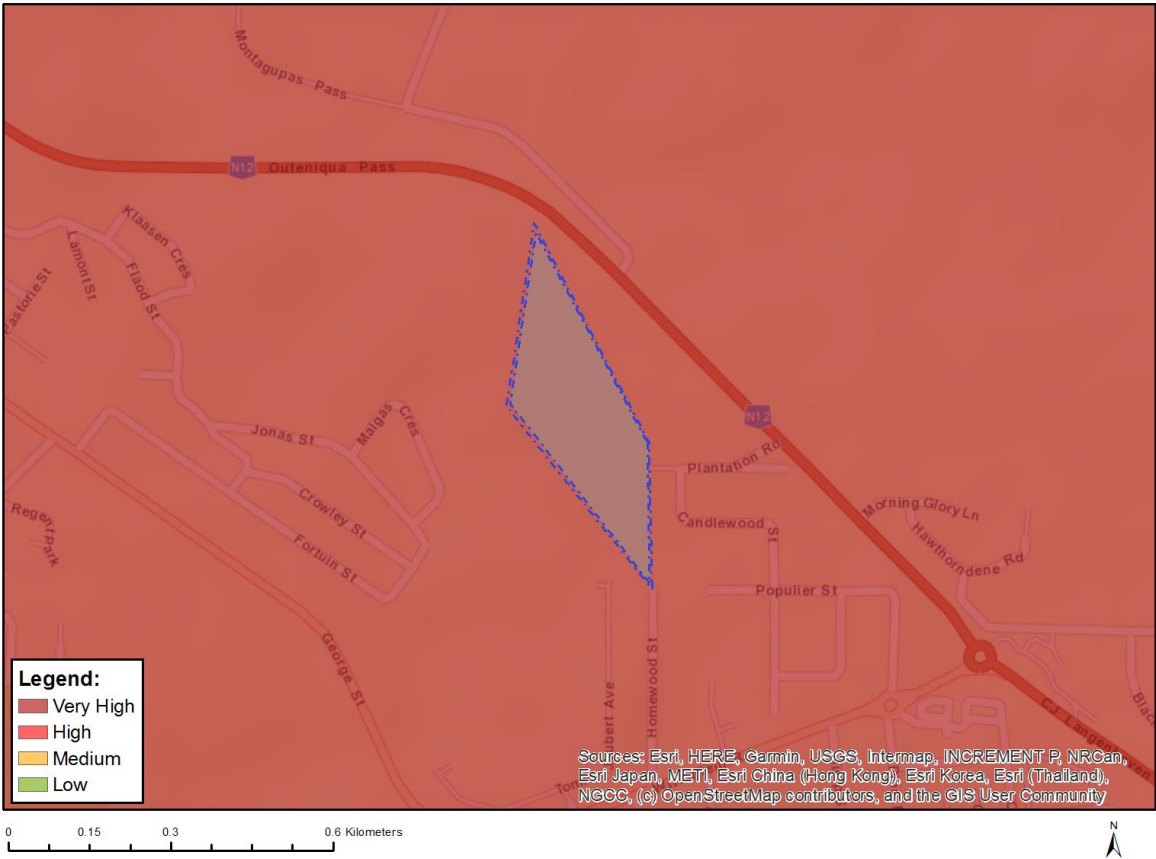 Montagupas Pass
N12
Outeniqua Pass
Klaasen Cres
Lamont St
Flaod St
Pastorie St
N12
Jonas St
Malgas Cres
Plantation Rd
Crowley St
Candlewood St
Morning Glory Ln
Hawthorndene Rd
Regent Park
Fortuin St
Populier St
George St
Homewood St
ubert Ave
C.J. Langenhoven
Black
Legend:
Very High
High
Medium
Low
Sources: Esri, HERE, Garmin, USGS, Intermap, INCREMENT P, NRCan,
Esri Japan, METI, Esri China (Hong Kong), Esri Korea, Esri (Thailand),
NGCC, (c) OpenStreetMap contributors, and the GIS User Community
0 0.15 0.3 0.6 Kilometers
N